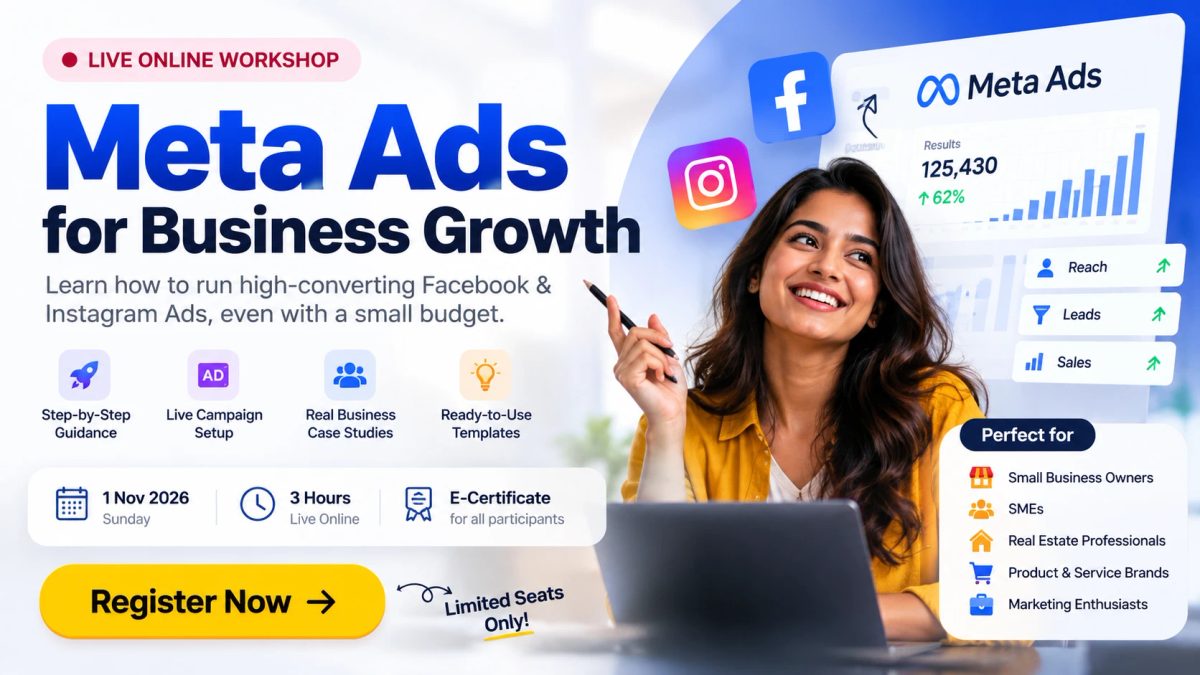 LIVE ONLINE WORKSHOP
Meta Ads
for Business Growth
Learn how to run high-converting Facebook &
Instagram Ads, even with a small budget.
Step-by-Step
Guidance
AD
Live Campaign
Setup
Real Business
Case Studies
Ready-to-Use
Templates
1 Nov 2026
Sunday
3 Hours
Live Online
E-Certificate
for all participants
Register Now →
Limited Seats
Only!
Meta Ads
Results
125,430
↑ 62%
Reach
Leads
Sales
Perfect for
Small Business Owners
SMEs
Real Estate Professionals
Product & Service Brands
Marketing Enthusiasts